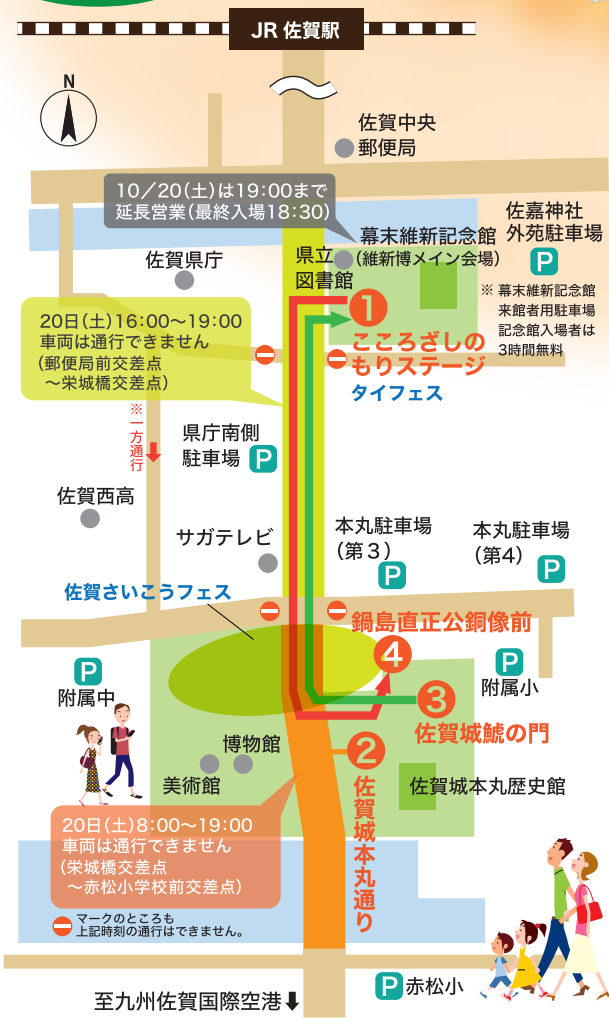 JR 佐賀駅
N
佐賀中央
郵便局
10／20（土）は19：00まで
延長営業（最終入場18：30）
佐嘉神社
外苑駐車場
P
佐賀県庁
県立
図書館
幕末維新記念館
（維新博メイン会場）
※ 幕末維新記念館
来館者用駐車場
記念館入場者は
3時間無料
20日（土）16：00〜19：00
車両は通行できません
（郵便局前交差点
〜栄城橋交差点）
1
こころざしの
もりステージ
タイフェス
※一方通行
県庁南側
駐車場
P
佐賀西高
サガテレビ
本丸駐車場
（第3）
P
本丸駐車場
（第4）
P
佐賀さいこうフェス
鍋島直正公銅像前
4
P
附属中
P
附属小
3
佐賀城鯱の門
博物館
美術館
2
佐賀城本丸通り
佐賀城本丸歴史館
20日（土）8：00〜19：00
車両は通行できません
（栄城橋交差点
〜赤松小学校前交差点）
マークのところも
上記時刻の通行はできません。
P 赤松小
至九州佐賀国際空港